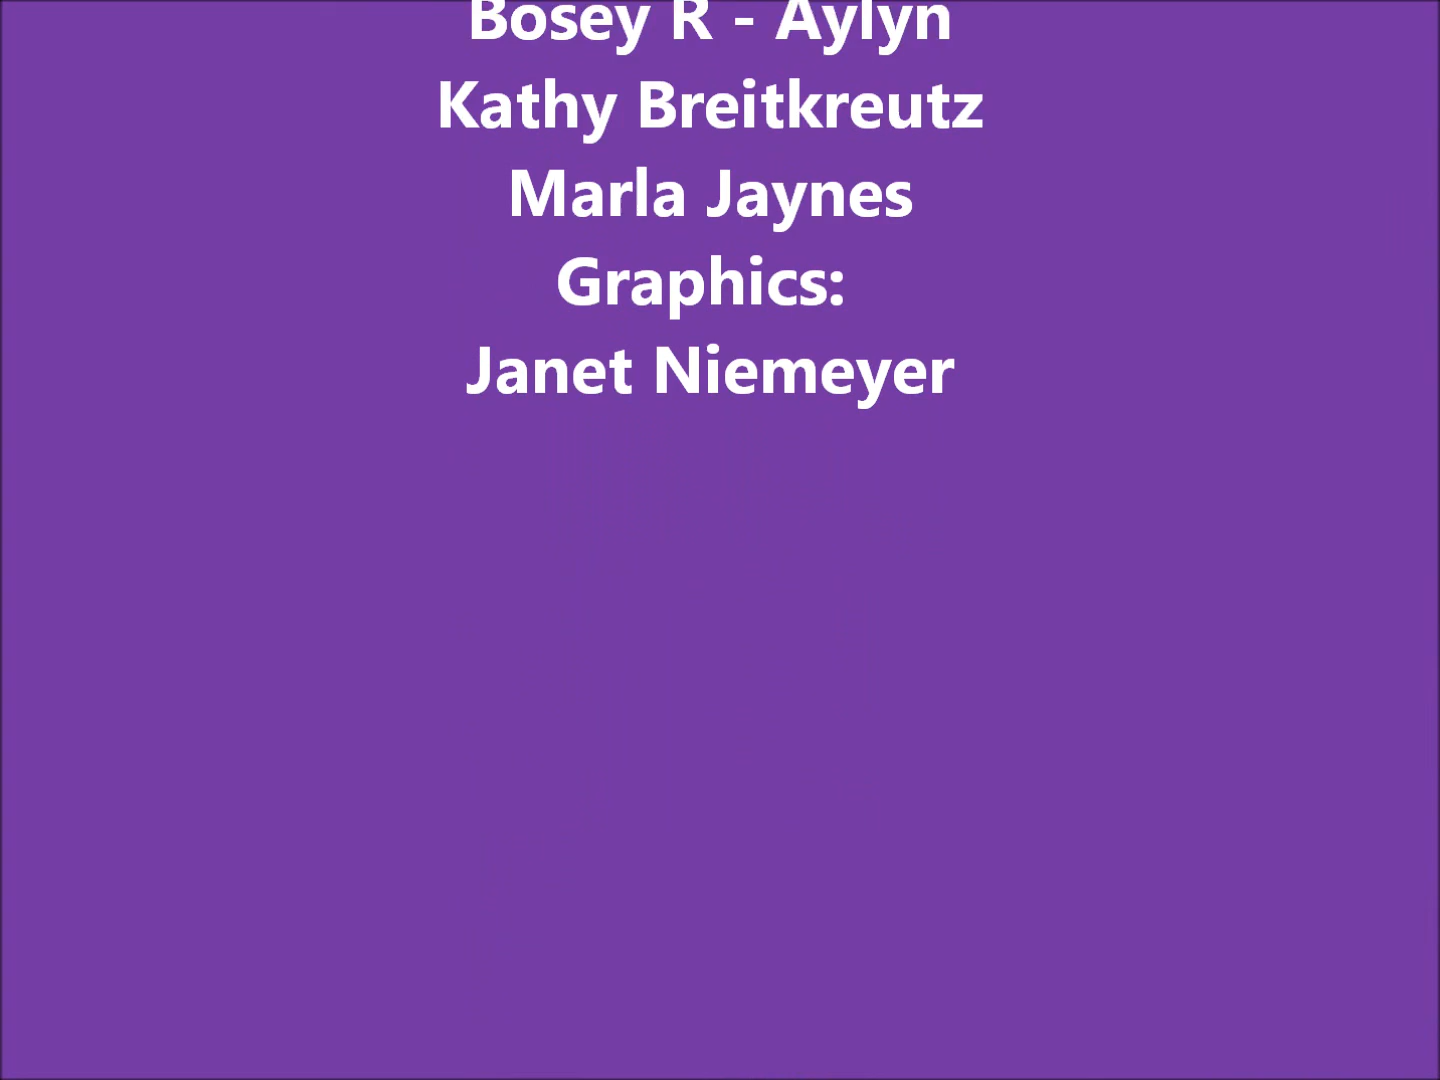 Bosey R - Aylyn
Kathy Breitkreutz
Marla Jaynes
Graphics:
Janet Niemeyer